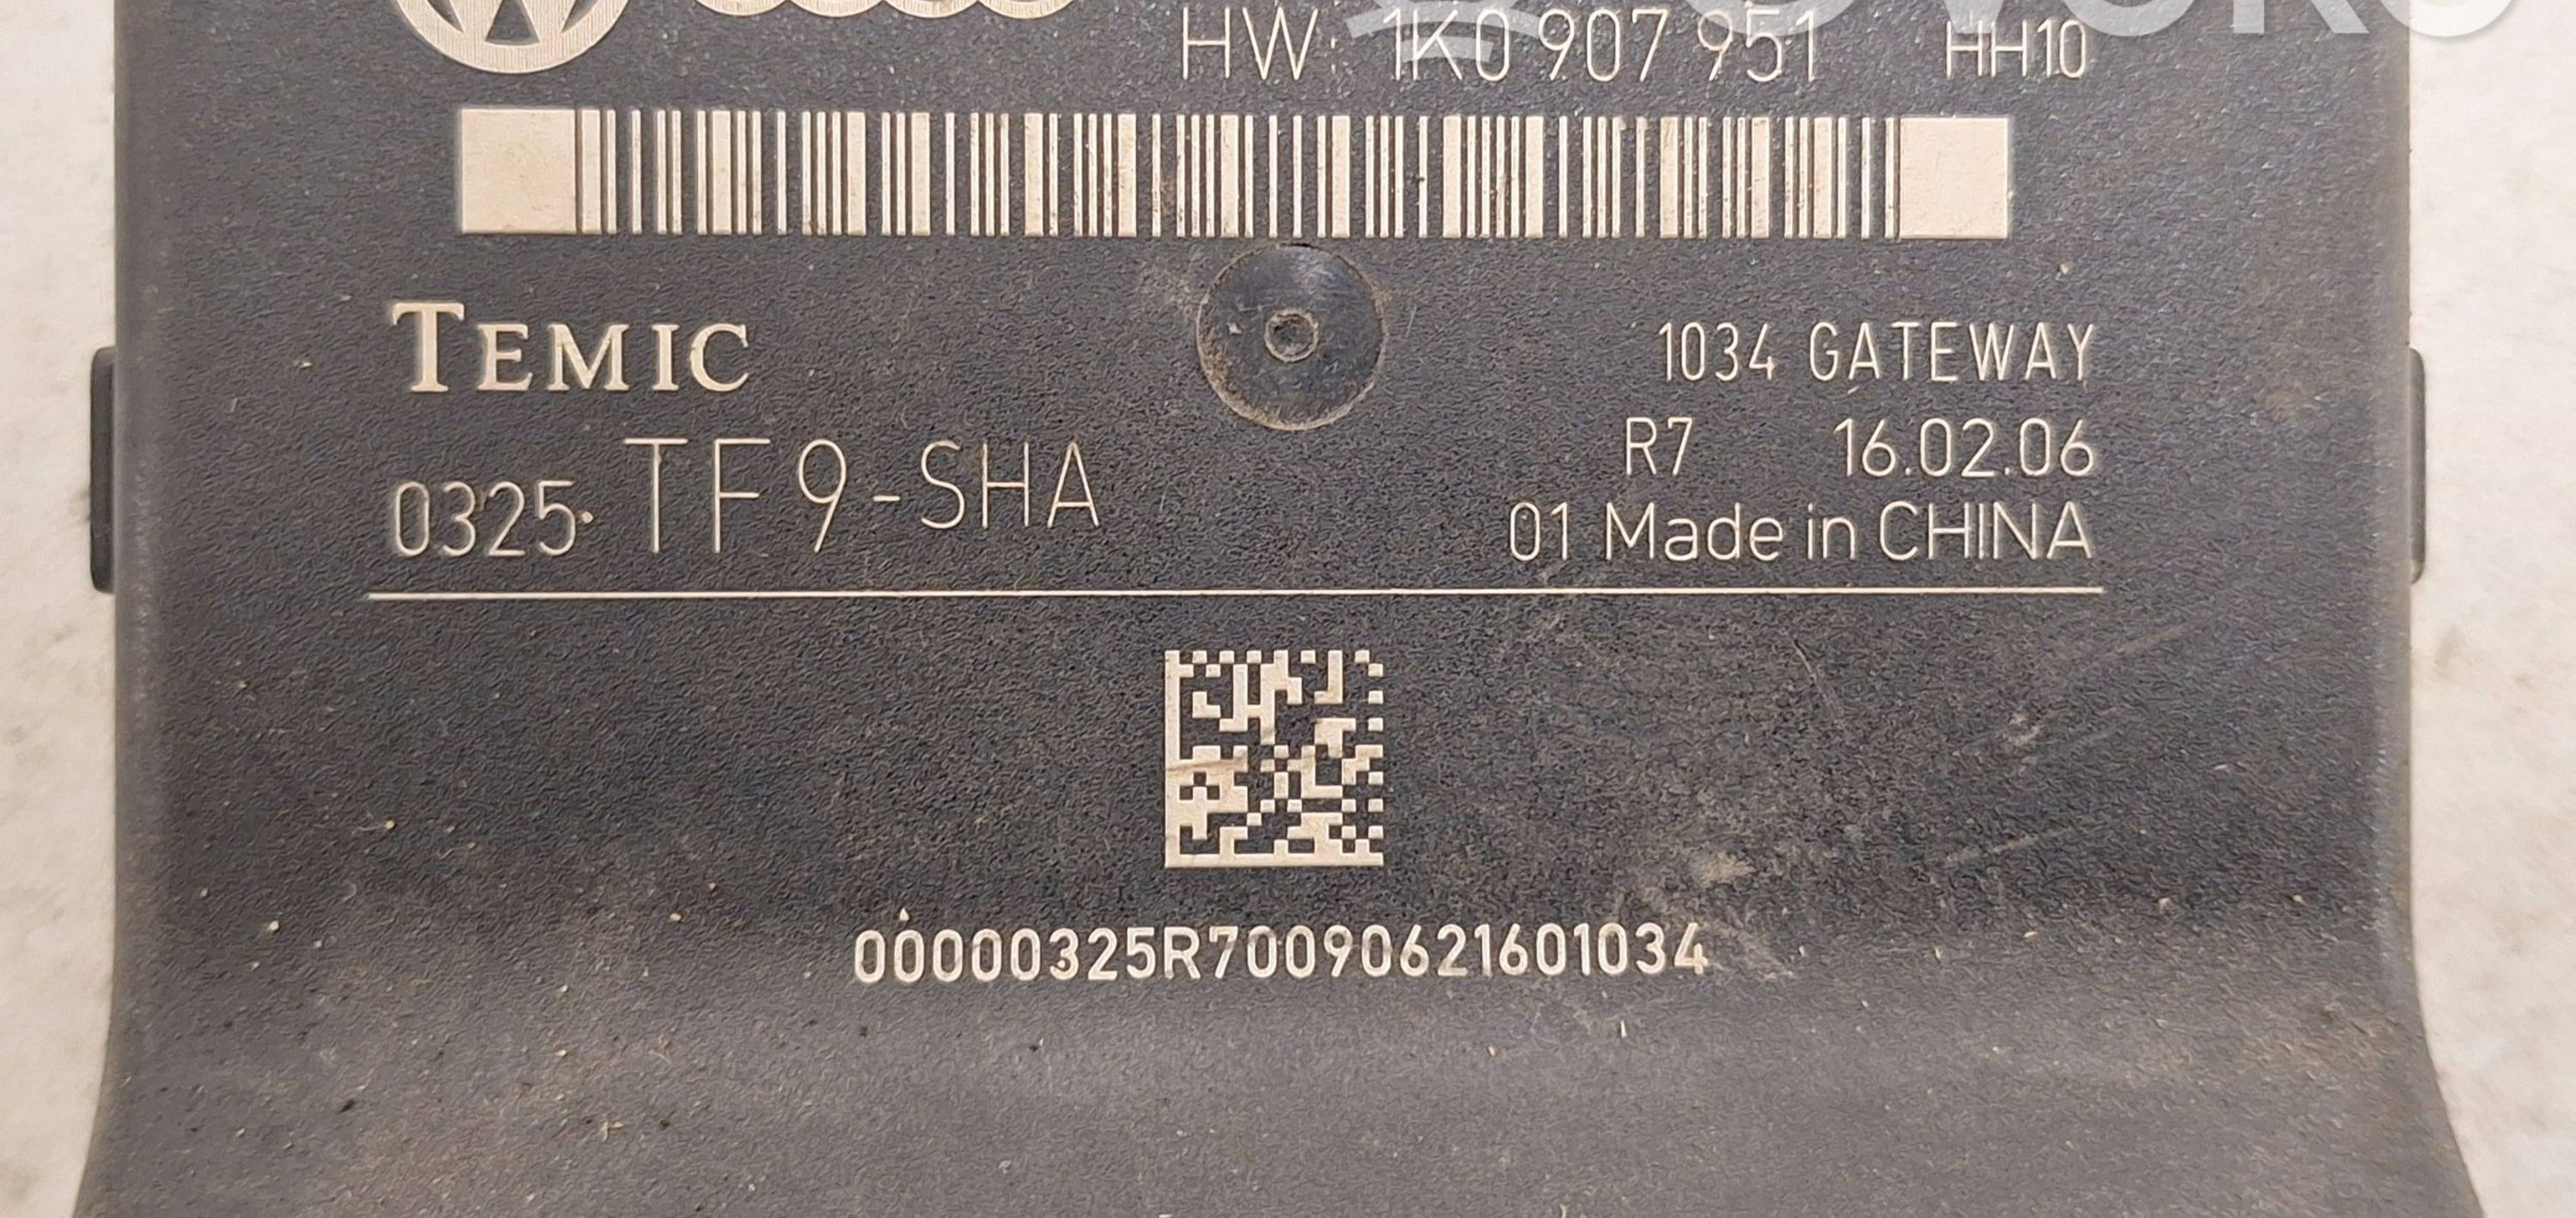 HW: 1K0 907 951 HH10
TEMIC
1034 GATEWAY
0325 TF9-SHA
R7 16.02.06
01 Made in CHINA
00000325R70090621601034